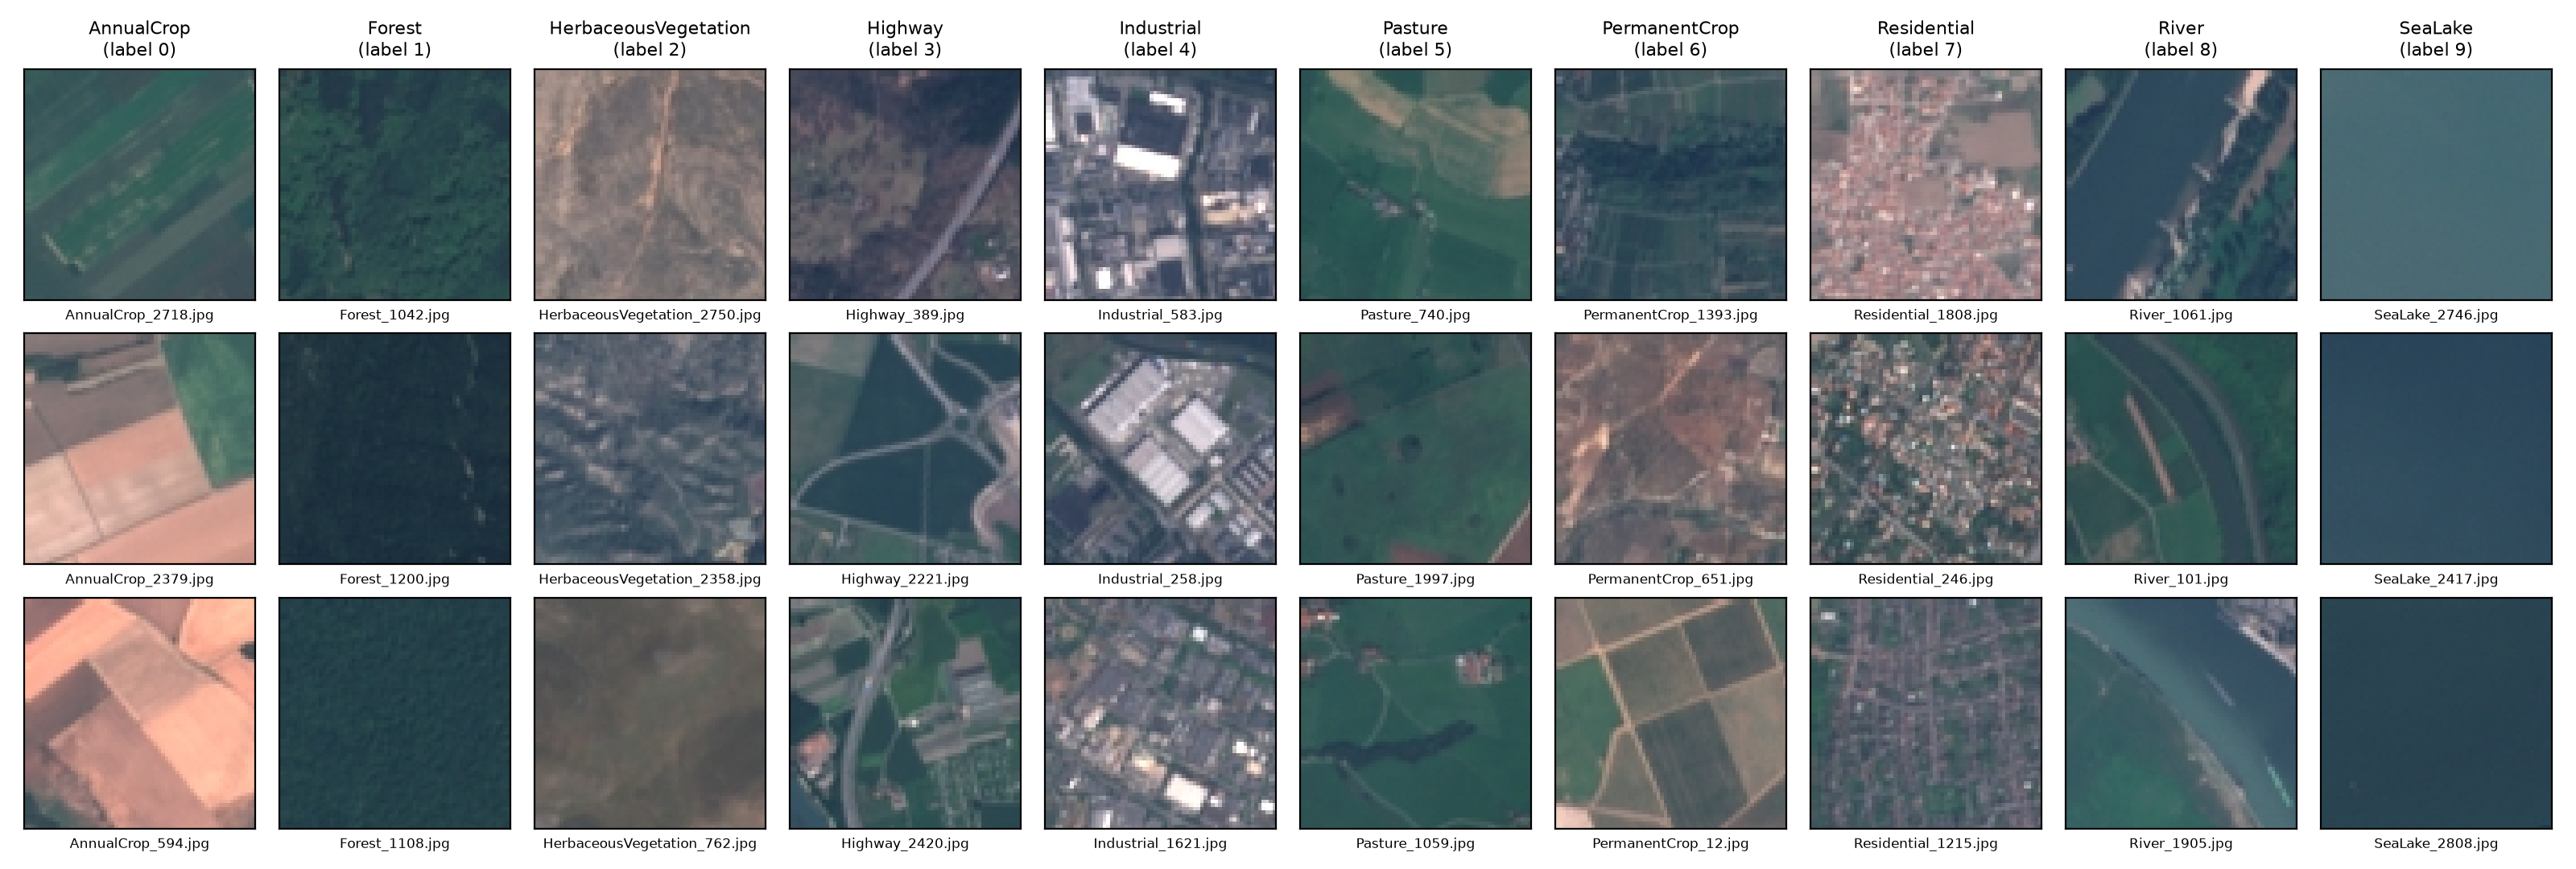 AnnualCrop
(label 0)
Forest
(label 1)
HerbaceousVegetation
(label 2)
Highway
(label 3)
Industrial
(label 4)
Pasture
(label 5)
PermanentCrop
(label 6)
Residential
(label 7)
River
(label 8)
SeaLake
(label 9)
AnnualCrop_2718.jpg
Forest_1042.jpg
HerbaceousVegetation_2750.jpg
Highway_389.jpg
Industrial_583.jpg
Pasture_740.jpg
PermanentCrop_1393.jpg
Residential_1808.jpg
River_1061.jpg
SeaLake_2746.jpg
AnnualCrop_2379.jpg
Forest_1200.jpg
HerbaceousVegetation_2358.jpg
Highway_2221.jpg
Industrial_258.jpg
Pasture_1997.jpg
PermanentCrop_651.jpg
Residential_246.jpg
River_101.jpg
SeaLake_2417.jpg
AnnualCrop_594.jpg
Forest_1108.jpg
HerbaceousVegetation_762.jpg
Highway_2420.jpg
Industrial_1621.jpg
Pasture_1059.jpg
PermanentCrop_12.jpg
Residential_1215.jpg
River_1905.jpg
SeaLake_2808.jpg